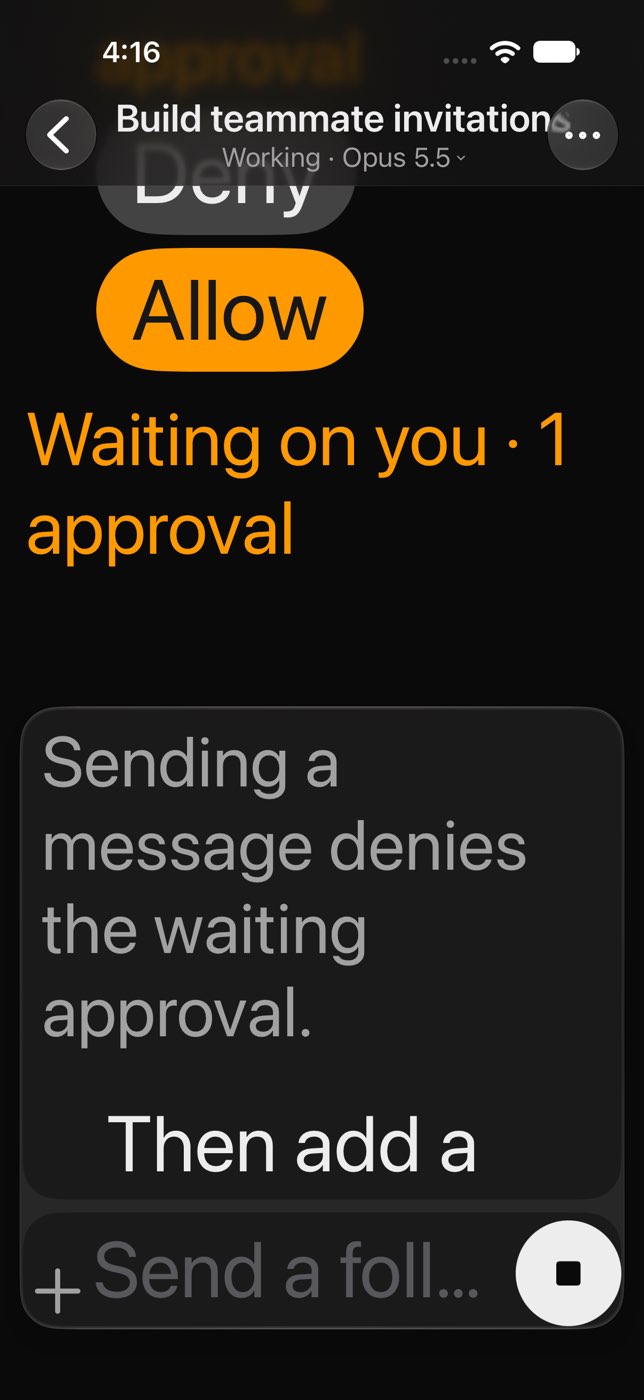 approval
4:16
Build teammate invitations
Working · Opus 5.5
Deny
Allow
Waiting on you · 1
approval
Sending a
message denies
the waiting
approval.
Then add a
Send a foll...